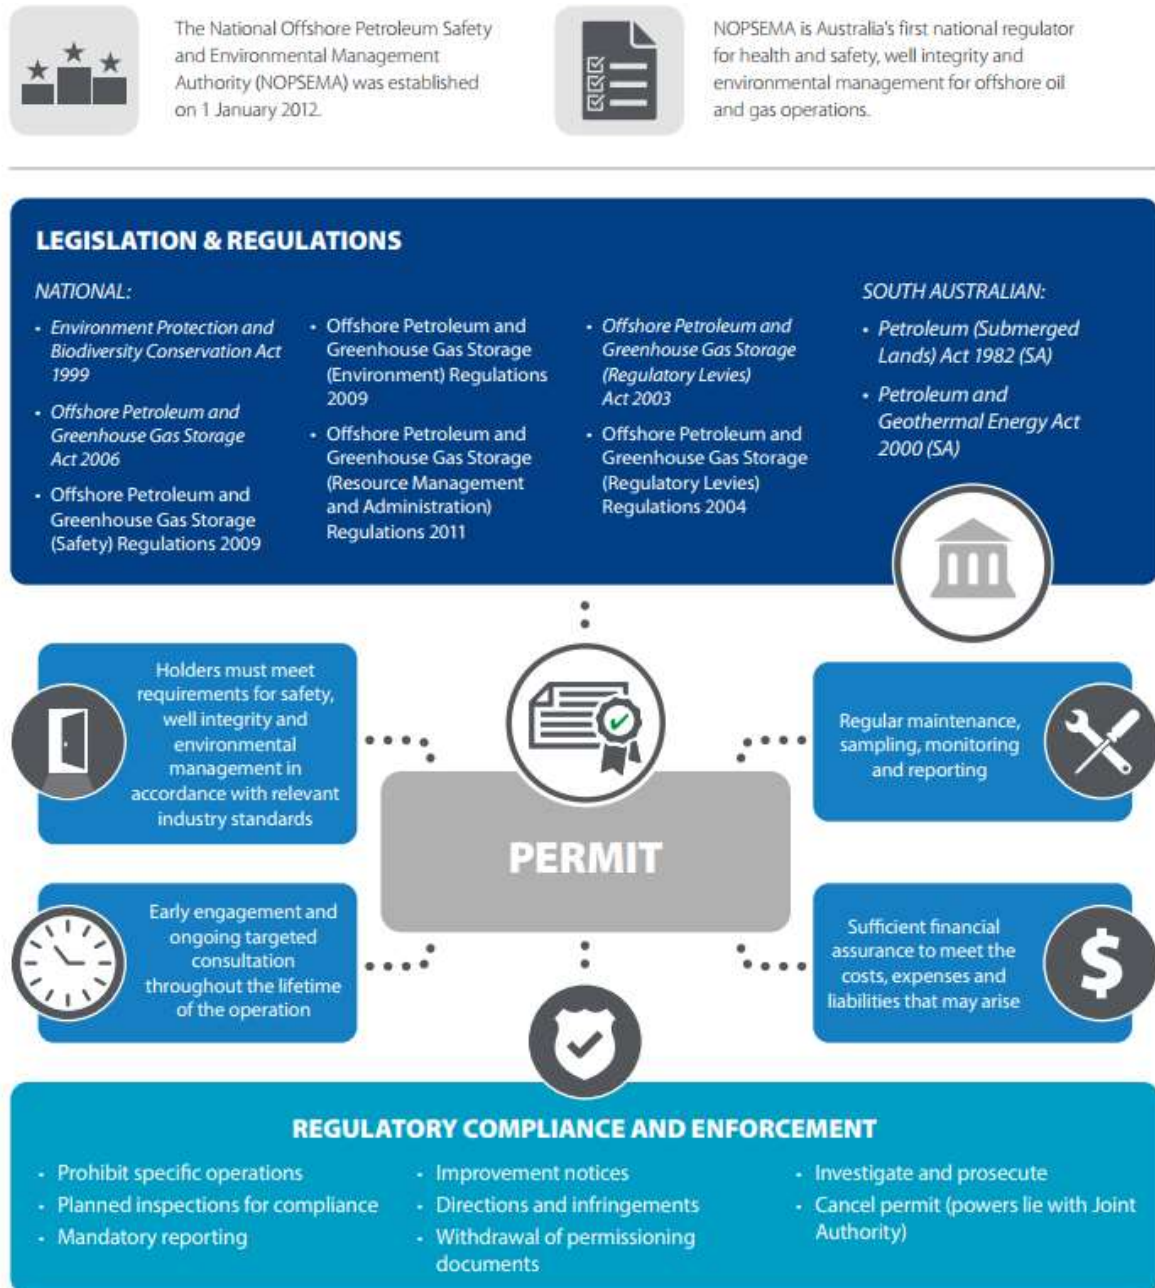 The National Offshore Petroleum Safety
and Environmental Management
Authority (NOPSEMA) was established
on 1 January 2012.
NOPSEMA is Australia's first national regulator
for health and safety, well integrity and
environmental management for offshore oil
and gas operations.
LEGISLATION & REGULATIONS
NATIONAL:
• Environment Protection and
Biodiversity Conservation Act
1999
• Offshore Petroleum and
Greenhouse Gas Storage
Act 2006
• Offshore Petroleum and
Greenhouse Gas Storage
(Safety) Regulations 2009
• Offshore Petroleum and
Greenhouse Gas Storage
(Environment) Regulations
2009
• Offshore Petroleum and
Greenhouse Gas Storage
(Resource Management
and Administration)
Regulations 2011
• Offshore Petroleum and
Greenhouse Gas Storage
(Regulatory Levies)
Act 2003
• Offshore Petroleum and
Greenhouse Gas Storage
(Regulatory Levies)
Regulations 2004
SOUTH AUSTRALIAN:
• Petroleum (Submerged
Lands) Act 1982 (SA)
• Petroleum and
Geothermal Energy Act
2000 (SA)
Holders must meet
requirements for safety,
well integrity and
environmental
management in
accordance with relevant
industry standards
Regular maintenance,
sampling, monitoring
and reporting
PERMIT
Early engagement and
ongoing targeted
consultation
throughout the lifetime
of the operation
Sufficient financial
assurance to meet the
costs, expenses and
liabilities that may arise
$
REGULATORY COMPLIANCE AND ENFORCEMENT
• Prohibit specific operations
• Planned inspections for compliance
• Mandatory reporting
• Improvement notices
• Directions and infringements
• Withdrawal of permissioning
documents
• Investigate and prosecute
• Cancel permit (powers lie with Joint
Authority)